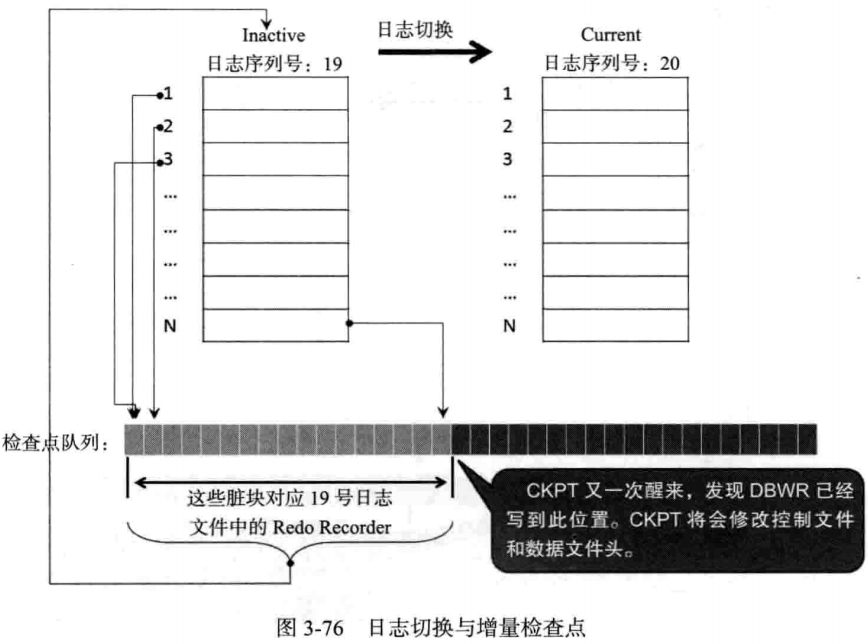 Inactive
日志序列号：19
日志切换
Current
日志序列号：20
1
2
3
...
...
...
...
N
1
2
3
...
...
...
...
N
检查点队列：
这些脏块对应 19 号日志
文件中的 Redo Recorder
CKPT 又一次醒来，发现 DBWR 已经
写到此位置。CKPT 将会修改控制文件
和数据文件头。
图 3-76 日志切换与增量检查点